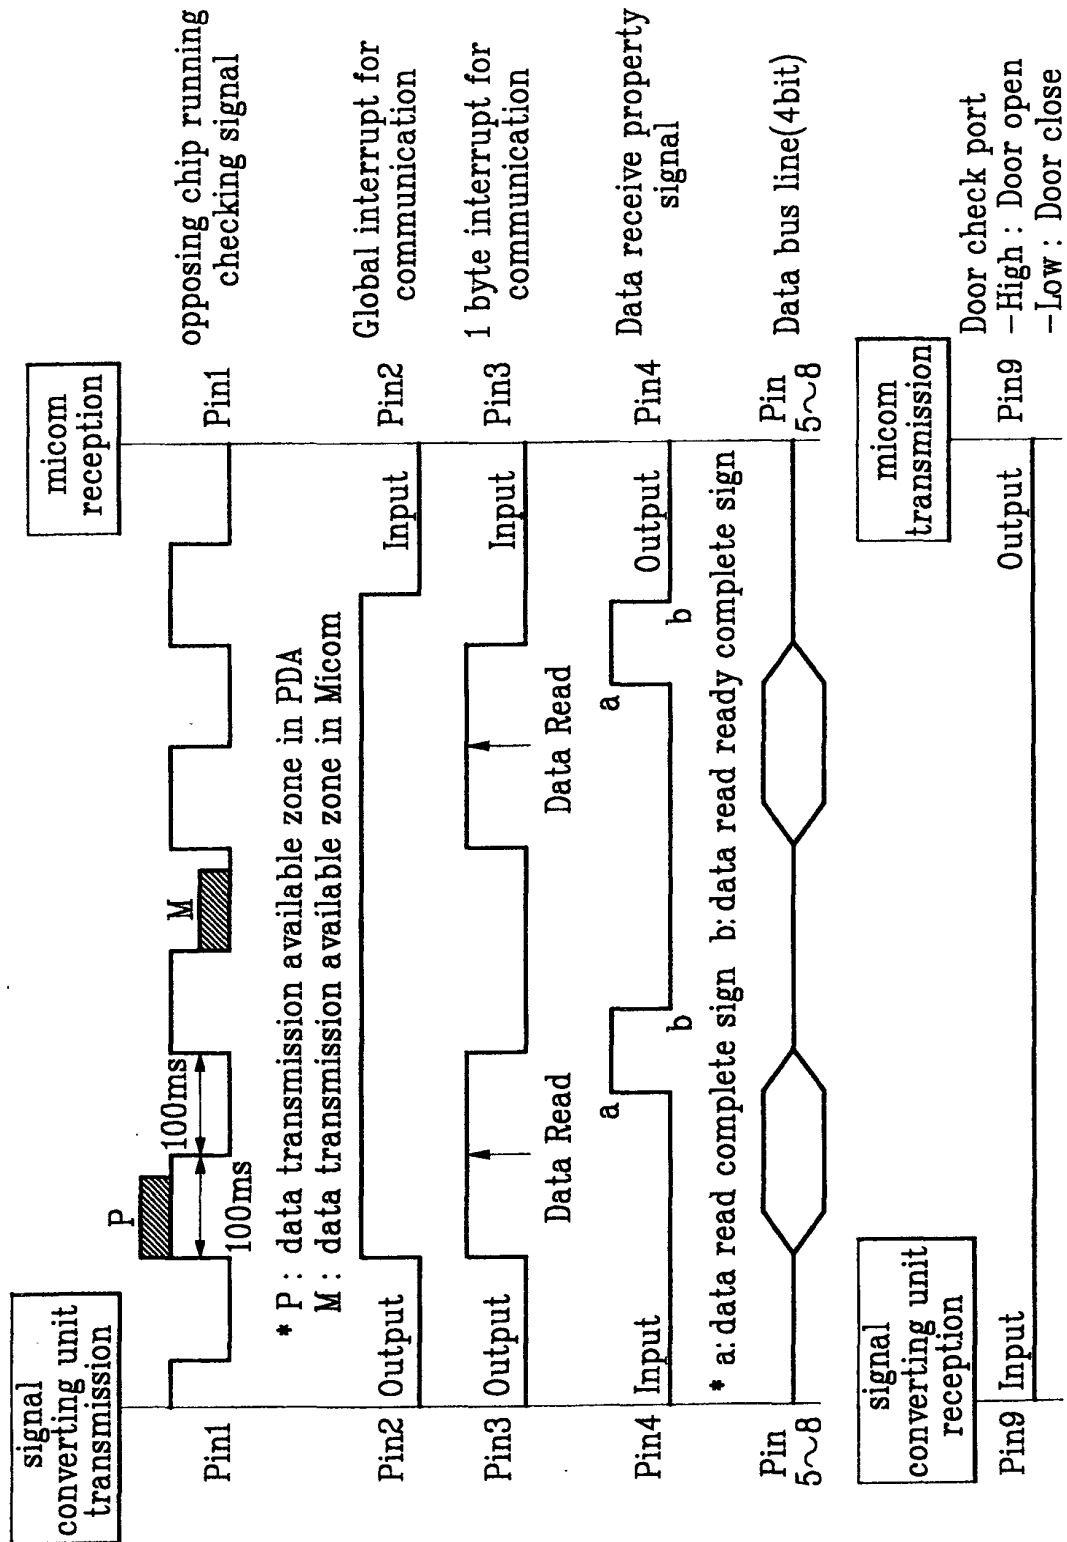 signal
converting unit
transmission
micom
reception
Pin1
P
100ms
100ms
M
Pin1
opposing chip running
checking signal
* P : data transmission available zone in PDA
M : data transmission available zone in Micom
Pin2
Output
Input
Pin2
Global interrupt for
communication
Pin3
Output
Data Read
Data Read
Input
Pin3
1 byte interrupt for
communication
Pin4
Input
a
b
a
b
Output
Pin4
Data receive property
signal
* a: data read complete sign b: data read ready complete sign
Pin
5~8
Pin
5~8
Data bus line(4bit)
signal
converting unit
reception
micom
transmission
Pin9
Input
Output
Pin9
Door check port
-High : Door open
-Low : Door close